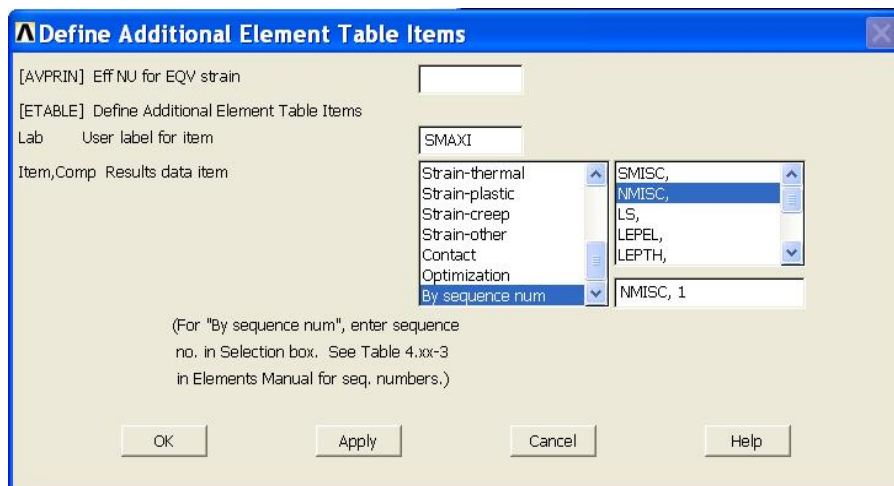 Define Additional Element Table Items
[AVPRIN] Eff NU for EQV strain
[ETABLE] Define Additional Element Table Items
Lab User label for item
SMAXI
Item,Comp Results data item
Strain-thermal
Strain-plastic
Strain-creep
Strain-other
Contact
Optimization
By sequence num
SMISC,
NMISC,
LS,
LEPEL,
LEPTH,
NMISC, 1
(For "By sequence num", enter sequence
no. in Selection box. See Table 4.xx-3
in Elements Manual for seq. numbers.)
OK
Apply
Cancel
Help